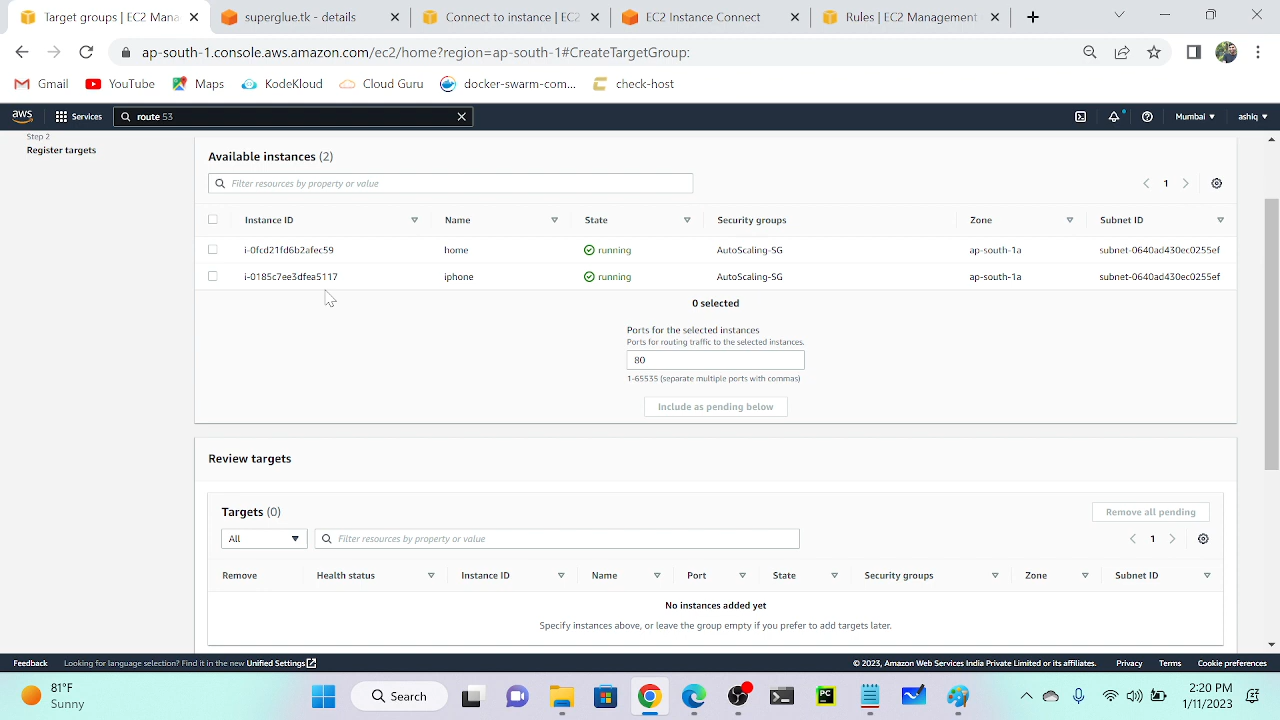 Target groups | EC2 Mana
superglue.tk - details
Connect to instance | EC2
EC2 Instance Connect
Rules | EC2 Management
ap-south-1.console.aws.amazon.com/ec2/home?region=ap-south-1#CreateTargetGroup:
Gmail
YouTube
Maps
KodeKloud
Cloud Guru
docker-swarm-com...
check-host
aws
Services
route 53
Mumbai
ashiq
Step 2
Register targets
Available instances (2)
Filter resources by property or value
1
Instance ID
Name
State
Security groups
Zone
Subnet ID
i-0fcd21fd6b2afec59
home
running
AutoScaling-SG
ap-south-1a
subnet-0640ad430ec0255ef
i-0185c7ee3dfea5117
iphone
running
AutoScaling-SG
ap-south-1a
subnet-0640ad430ec0255ef
0 selected
Ports for the selected instances
Ports for routing traffic to the selected instances.
80
1-65535 (separate multiple ports with commas)
Include as pending below
Review targets
Targets (0)
Remove all pending
All
Filter resources by property or value
1
Remove
Health status
Instance ID
Name
Port
State
Security groups
Zone
Subnet ID
No instances added yet
Specify instances above, or leave the group empty if you prefer to add targets later.
Feedback
Looking for language selection? Find it in the new Unified Settings
© 2023, Amazon Web Services India Private Limited or its affiliates.
Privacy
Terms
Cookie preferences
81°F
Sunny
Search
PC
2:20 PM
1/11/2023